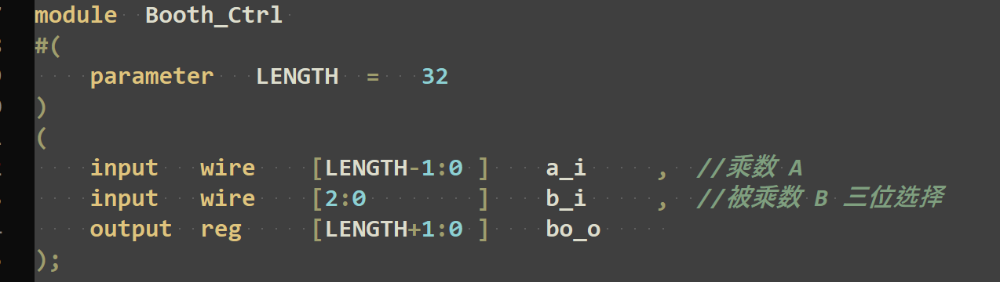 module Booth_Ctrl
#(
parameter LENGTH = 32
)
(
input wire [LENGTH-1:0 ] a_i , //乘数 A
input wire [2:0 ] b_i , //被乘数 B 三位选择
output reg [LENGTH+1:0 ] bo_o
);